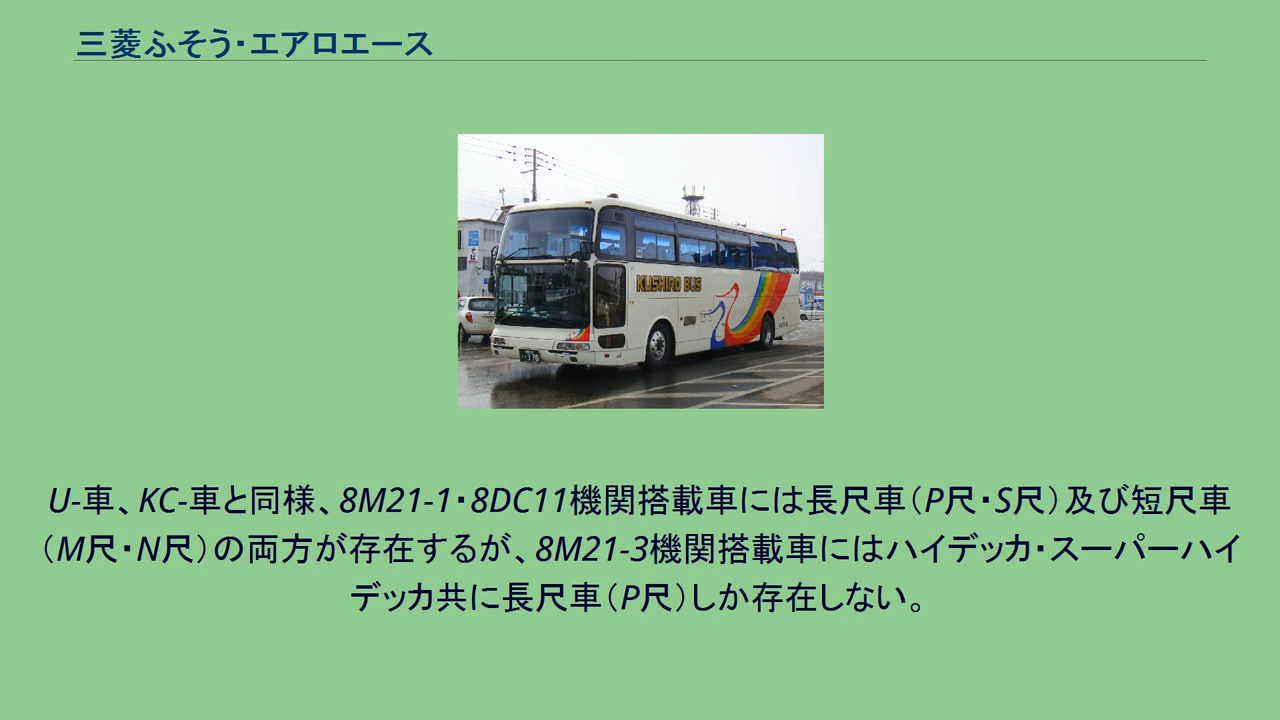 三菱ふそう・エアロエース
KUSHIRO BUS
・370
U-車、KC-車と同様、8M21-1・8DC11機関搭載車には長尺車（P尺・S尺）及び短尺車
（M尺・N尺）の両方が存在するが、8M21-3機関搭載車にはハイデッカ・スーパーハイ
デッカ共に長尺車（P尺）しか存在しない。